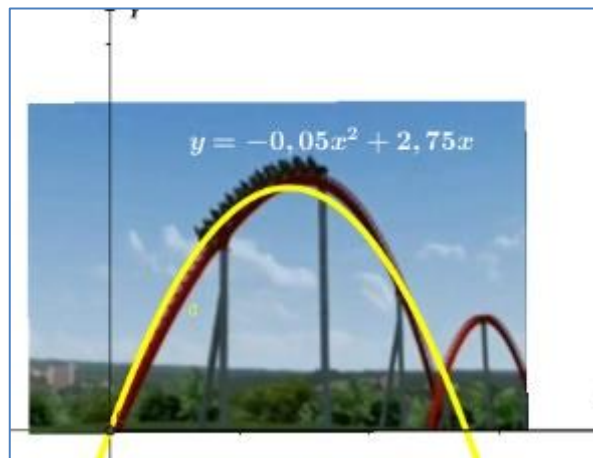 y = −0,05x² + 2,75x